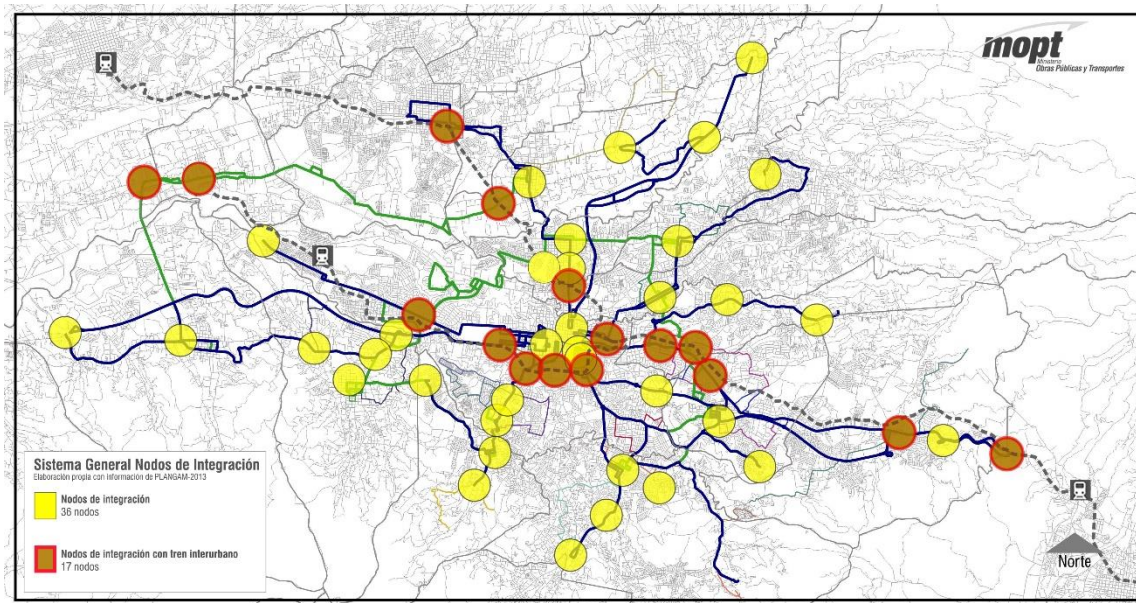 mopt
Ministerio
Obras Públicas y Transportes
Sistema General Nodos de Integración
Elaboración propia con información de PLANGAM-2013
Nodos de integración
36 nodos
Nodos de integración con tren interurbano
17 nodos
Norte